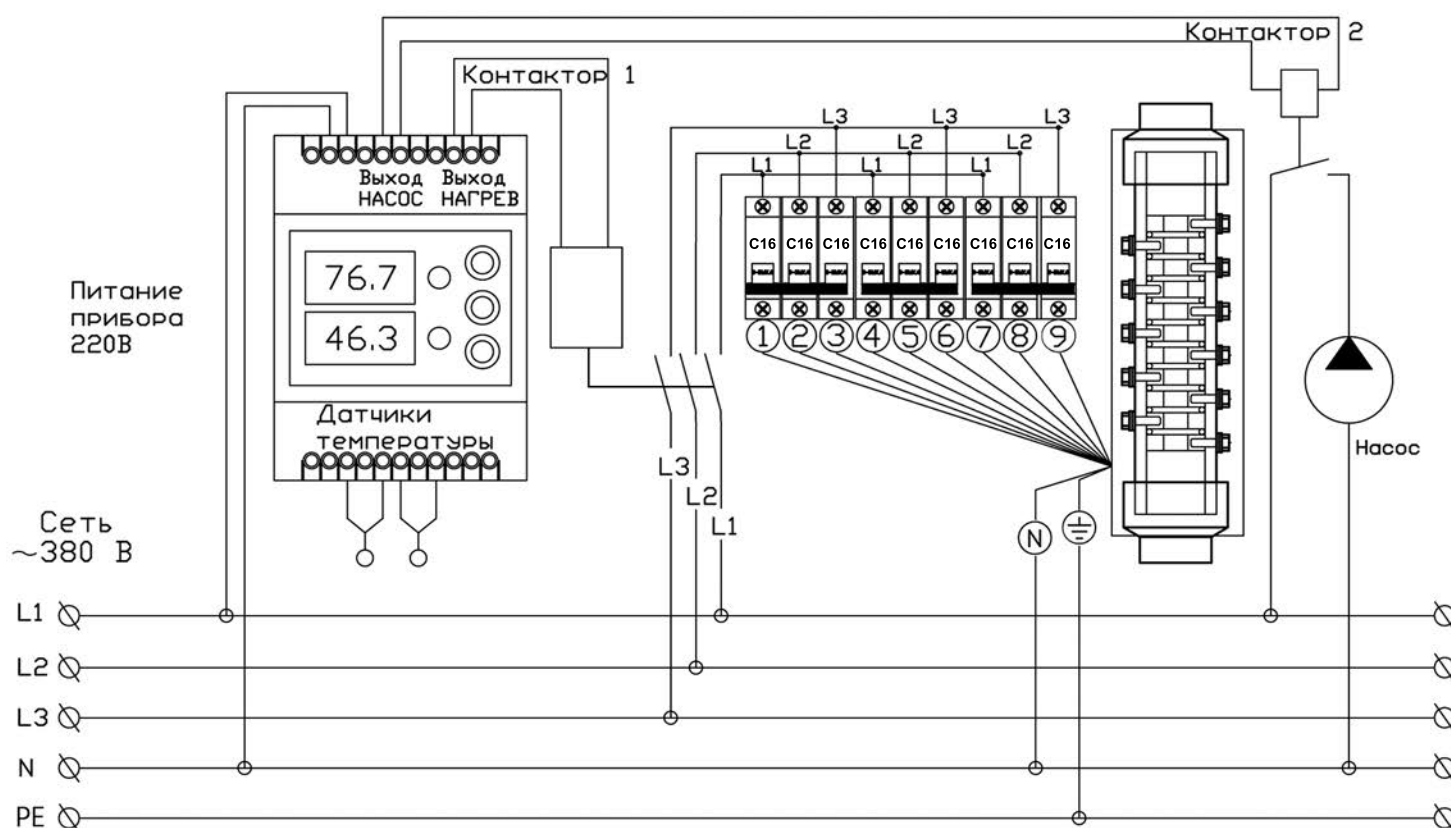 Контактор 2
Контактор 1
L3 L3 L3
L2 L2 L2
L1 L1 L1
Выход Выход
НАСОС НАГРЕВ
C16 C16 C16 C16 C16 C16 C16 C16 C16
76.7
46.3
Питание
прибора
220В
1 2 3 4 5 6 7 8 9
Датчики
температуры
Насос
L3
L2
L1
N
Сеть
~380 В
L1
L2
L3
N
PE